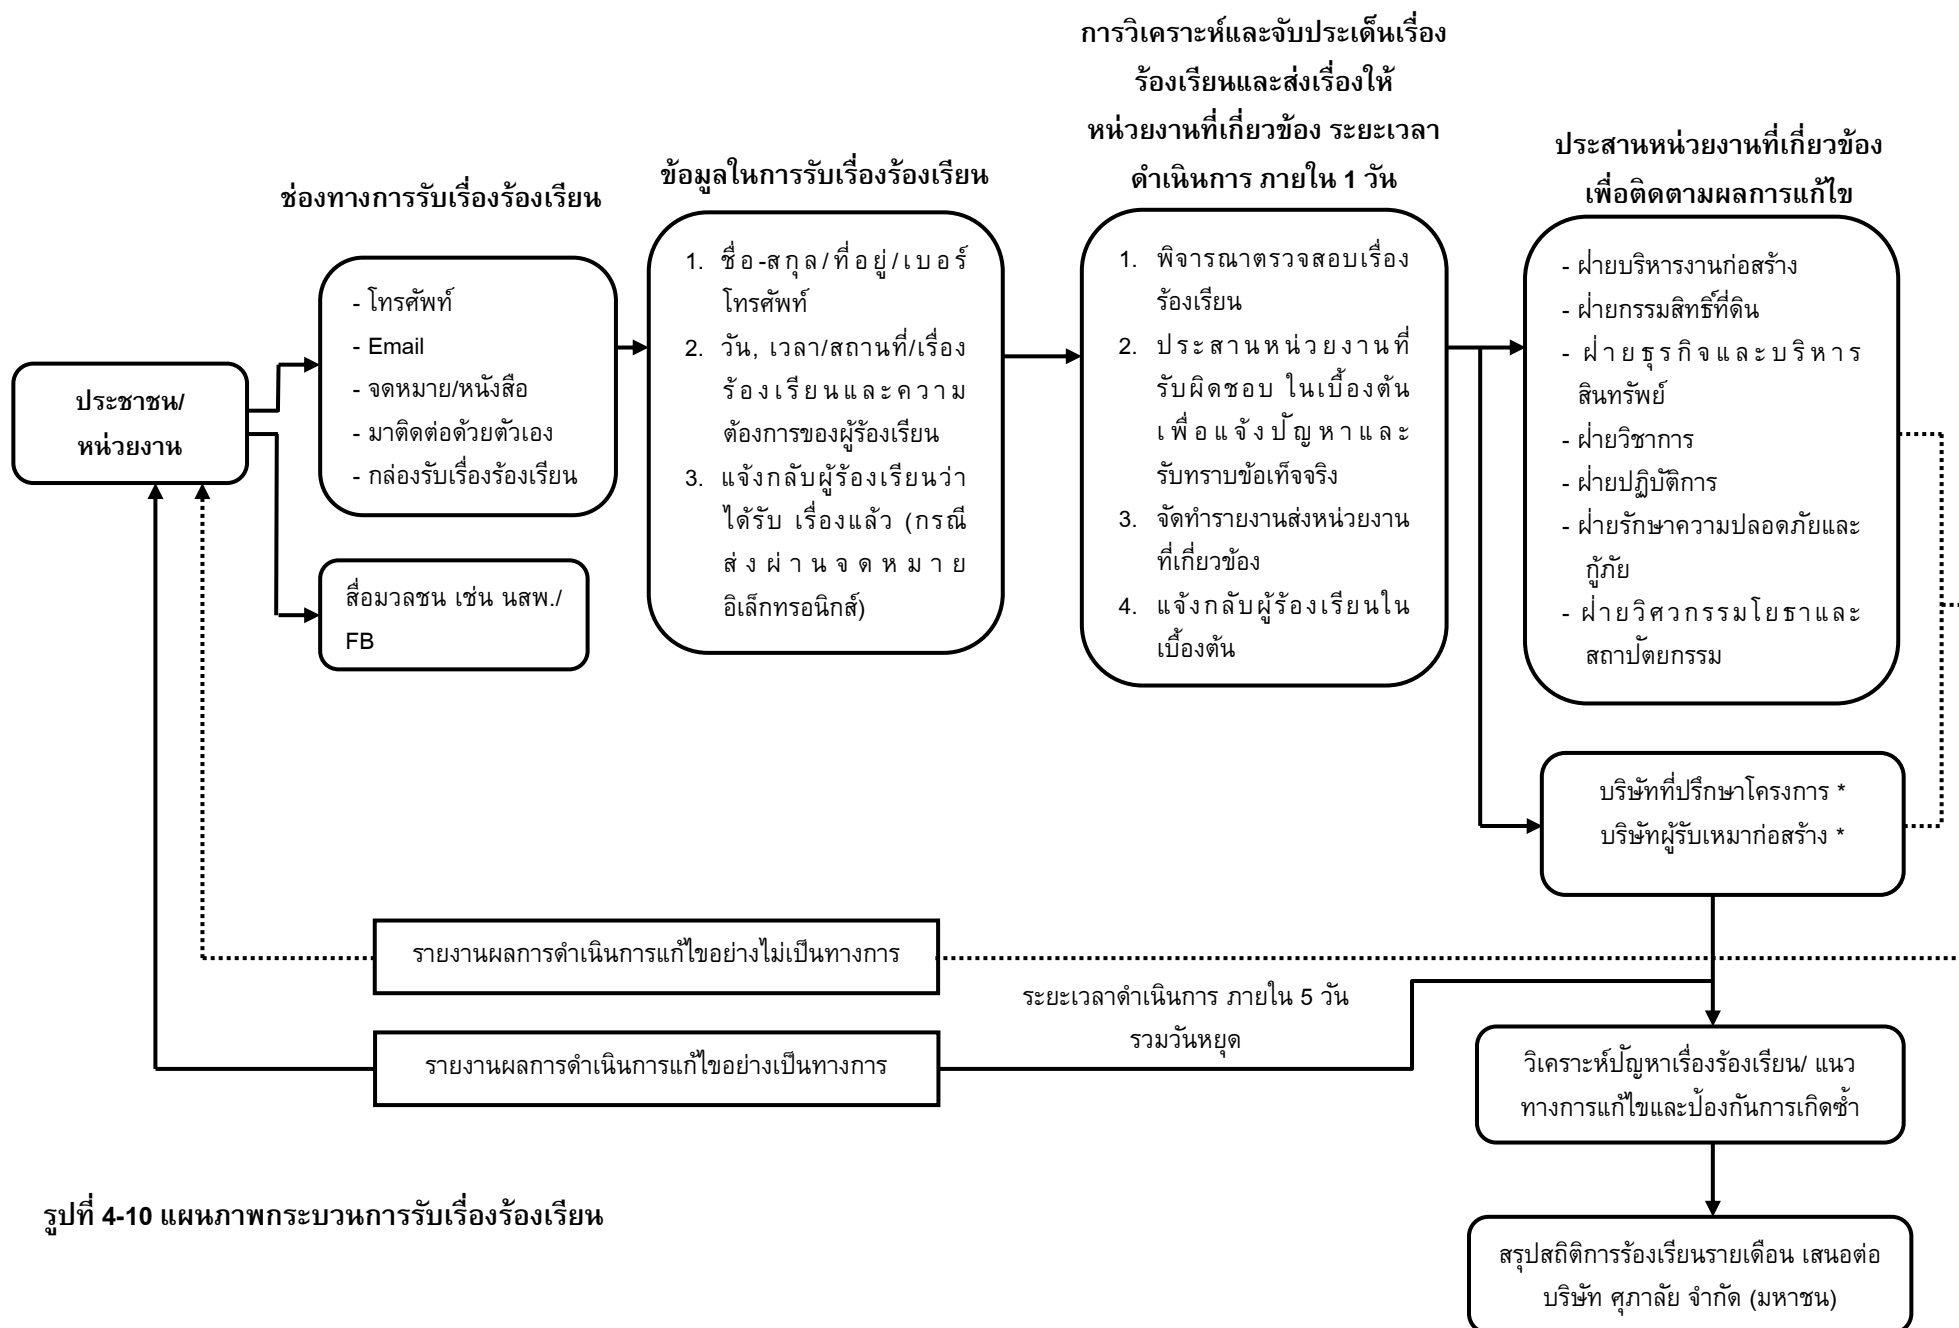 การวิเคราะห์และจับประเด็นเรื่อง
ร้องเรียนและส่งเรื่องให้
หน่วยงานที่เกี่ยวข้อง ระยะเวลา
ดำเนินการ ภายใน 1 วัน
ประสานหน่วยงานที่เกี่ยวข้อง
เพื่อติดตามผลการแก้ไข
ข้อมูลในการรับเรื่องร้องเรียน
ช่องทางการรับเรื่องร้องเรียน
ประชาชน/
หน่วยงาน
- โทรศัพท์
- Email
- จดหมาย/หนังสือ
- มาติดต่อด้วยตัวเอง
- กล่องรับเรื่องร้องเรียน
สื่อมวลชน เช่น นสพ./
FB
1. ชื่อ-สกุล/ที่อยู่/เบอร์
โทรศัพท์
2. วัน, เวลา/สถานที่/เรื่อง
ร้องเรียนและความ
ต้องการของผู้ร้องเรียน
3. แจ้งกลับผู้ร้องเรียนว่า
ได้รับ เรื่องแล้ว (กรณี
ส่งผ่านจดหมาย
อิเล็กทรอนิกส์)
1. พิจารณาตรวจสอบเรื่อง
ร้องเรียน
2. ประสานหน่วยงานที่
รับผิดชอบ ในเบื้องต้น
เพื่อแจ้งปัญหาและ
รับทราบข้อเท็จจริง
3. จัดทำรายงานส่งหน่วยงาน
ที่เกี่ยวข้อง
4. แจ้งกลับผู้ร้องเรียนใน
เบื้องต้น
- ฝ่ายบริหารงานก่อสร้าง
- ฝ่ายกรรมสิทธิ์ที่ดิน
- ฝ่ายธุรกิจและบริหาร
สินทรัพย์
- ฝ่ายวิชาการ
- ฝ่ายปฏิบัติการ
- ฝ่ายรักษาความปลอดภัยและ
กู้ภัย
- ฝ่ายวิศวกรรมโยธาและ
สถาปัตยกรรม
บริษัทที่ปรึกษาโครงการ *
บริษัทผู้รับเหมาก่อสร้าง *
รายงานผลการดำเนินการแก้ไขอย่างไม่เป็นทางการ
ระยะเวลาดำเนินการ ภายใน 5 วัน
รวมวันหยุด
รายงานผลการดำเนินการแก้ไขอย่างเป็นทางการ
วิเคราะห์ปัญหาเรื่องร้องเรียน/ แนว
ทางการแก้ไขและป้องกันการเกิดซ้ำ
รูปที่ 4-10 แผนภาพกระบวนการรับเรื่องร้องเรียน
สรุปสถิติการร้องเรียนรายเดือน เสนอต่อ
บริษัท ศุภาลัย จำกัด (มหาชน)